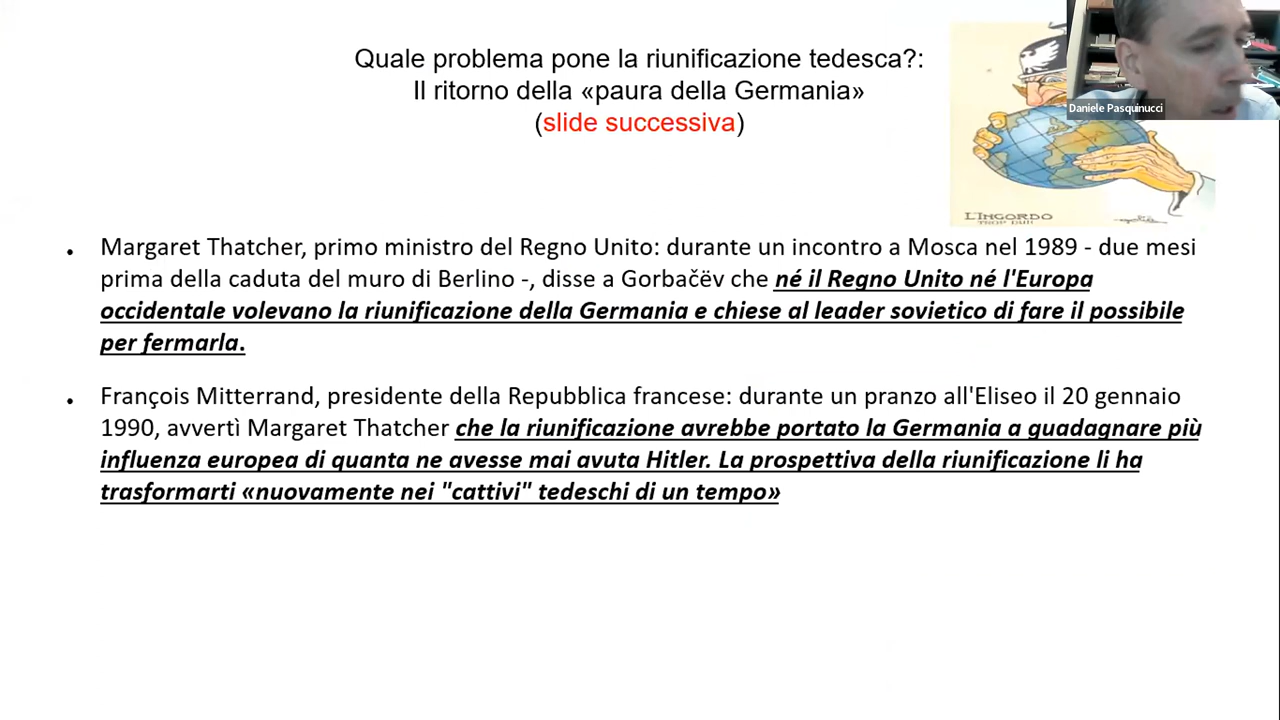 Quale problema pone la riunificazione tedesca?:
Il ritorno della «paura della Germania»
(slide successiva)
Daniele Pasquinucci
L'INGORDO
TROP DUR
• Margaret Thatcher, primo ministro del Regno Unito: durante un incontro a Mosca nel 1989 - due mesi
prima della caduta del muro di Berlino -, disse a Gorbačëv che né il Regno Unito né l'Europa
occidentale volevano la riunificazione della Germania e chiese al leader sovietico di fare il possibile
per fermarla.
• François Mitterrand, presidente della Repubblica francese: durante un pranzo all'Eliseo il 20 gennaio
1990, avvertì Margaret Thatcher che la riunificazione avrebbe portato la Germania a guadagnare più
influenza europea di quanta ne avesse mai avuta Hitler. La prospettiva della riunificazione li ha
trasformarti «nuovamente nei "cattivi" tedeschi di un tempo»